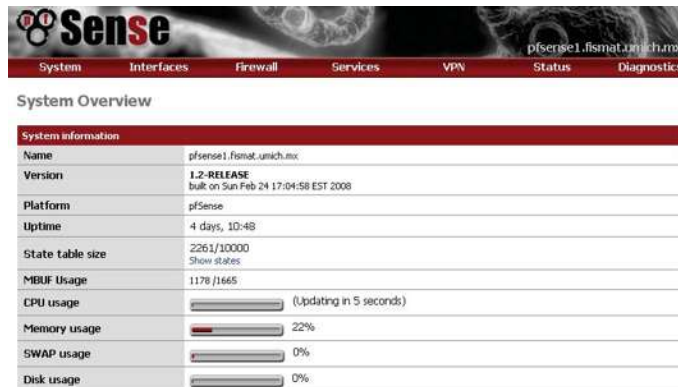 Sense
pfsense1.fismat.umich.mx
System Interfaces Firewall Services VPN Status Diagnostics
System Overview
System information
Name pfsense1.fismat.umich.mx
Version 1.2-RELEASE
built on Sun Feb 24 17:04:58 EST 2008
Platform pfSense
Uptime 4 days, 10:48
State table size 2261/10000
Show states
MBUF Usage 1178 /1665
CPU usage (Updating in 5 seconds)
Memory usage 22%
SWAP usage 0%
Disk usage 0%